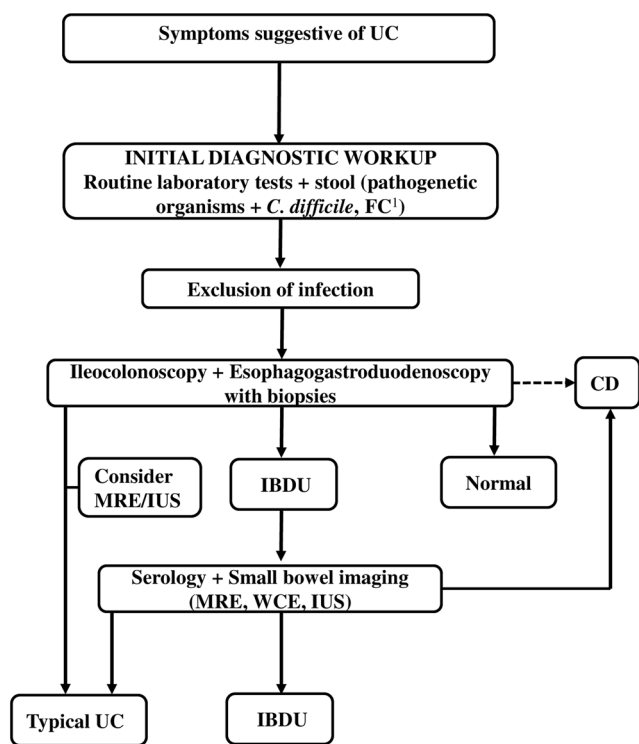 Symptoms suggestive of UC
INITIAL DIAGNOSTIC WORKUP
Routine laboratory tests + stool (pathogenetic
organisms + C. difficile, FC¹)
Exclusion of infection
Ileocolonoscopy + Esophagogastroduodenoscopy
with biopsies
CD
Consider
MRE/IUS
IBDU
Normal
Serology + Small bowel imaging
(MRE, WCE, IUS)
Typical UC
IBDU